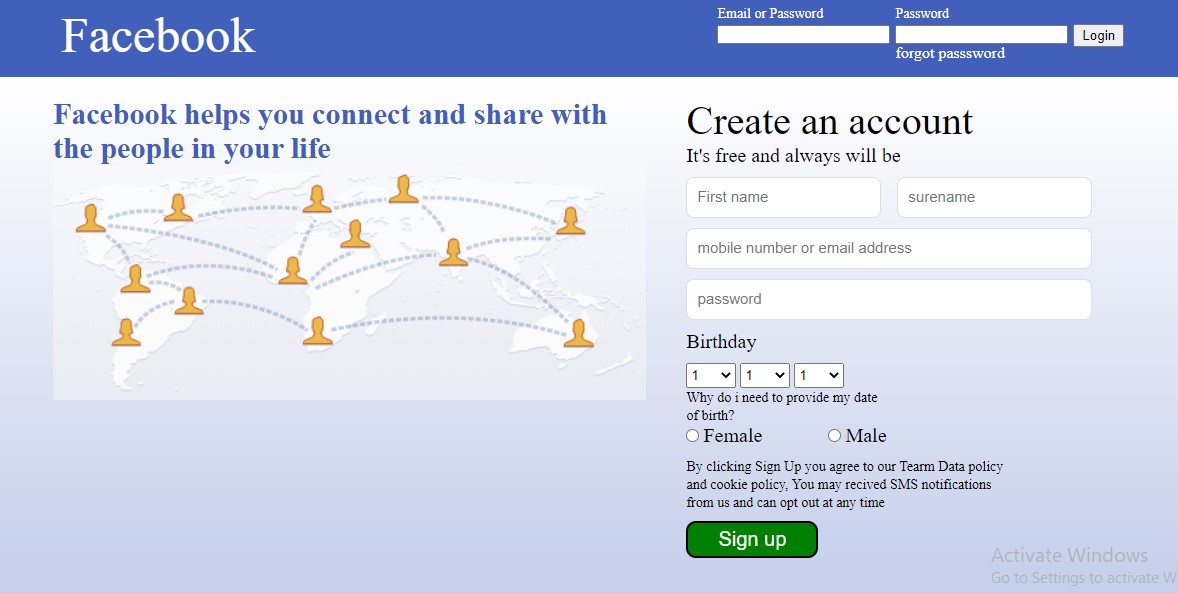 Facebook
Email or Password
Password
Login
forgot passsword
Facebook helps you connect and share with
the people in your life
Create an account
It's free and always will be
First name
surename
mobile number or email address
password
Birthday
1 1 1
Why do i need to provide my date
of birth?
Female Male
By clicking Sign Up you agree to our Tearm Data policy
and cookie policy, You may recived SMS notifications
from us and can opt out at any time
Sign up
Activate Windows
Go to Settings to activate W